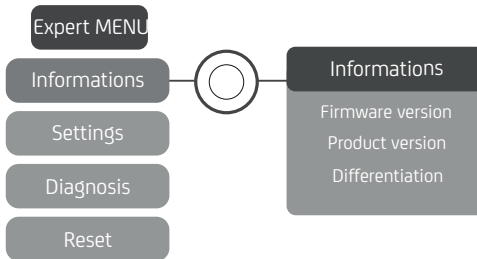 Expert MENU
Informations
Settings
Diagnosis
Reset
Informations
Firmware version
Product version
Differentiation